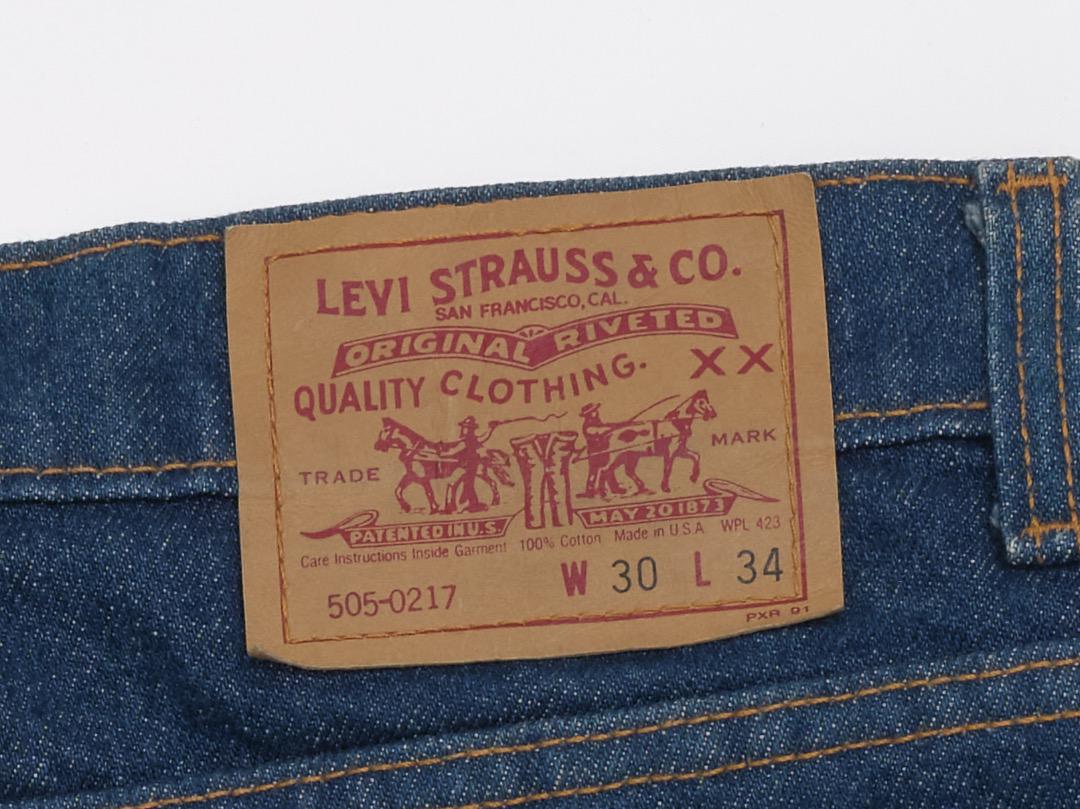 LEVI STRAUSS & CO.
SAN FRANCISCO, CAL.
ORIGINAL RIVETED
QUALITY CLOTHING. XX
TRADE MARK
PATENTED IN U.S. MAY 20 1873
Care Instructions Inside Garment 100% Cotton Made in U.S.A WPL 423
505-0217 W 30 L 34
PXR 01